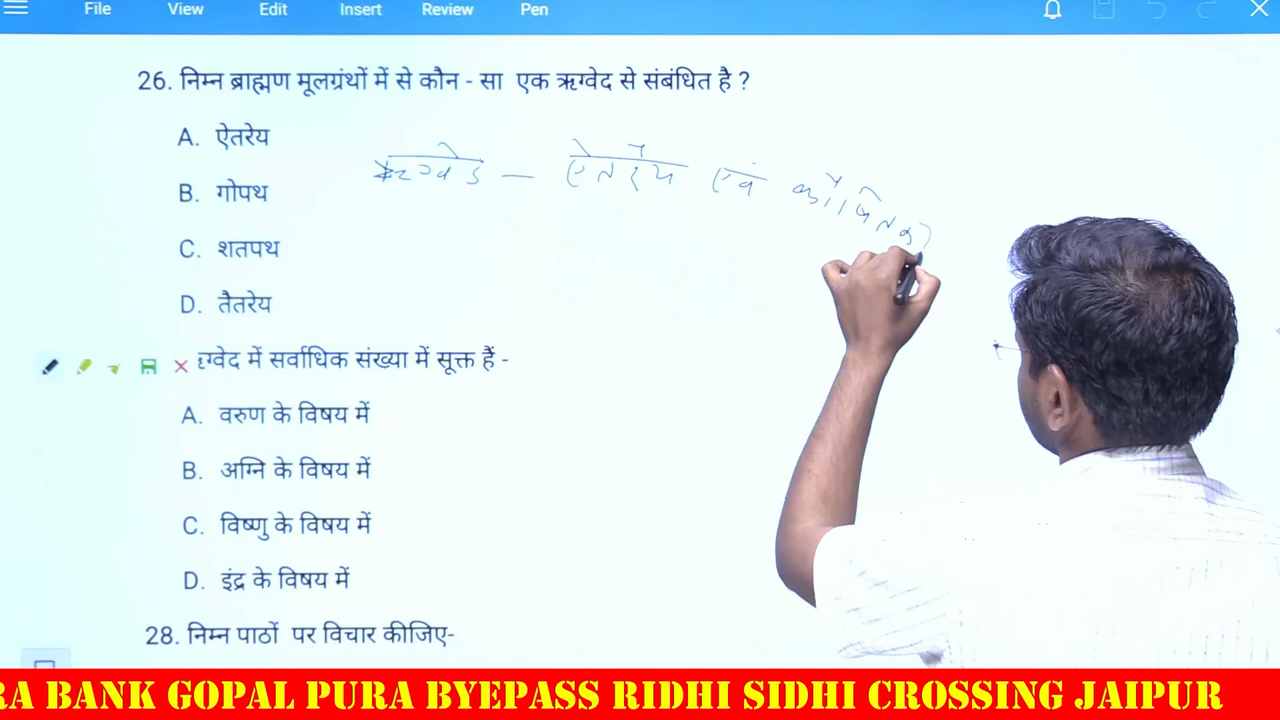 File View Edit Insert Review Pen
26. निम्न ब्राह्मण मूलग्रंथों में से कौन - सा एक ऋग्वेद से संबंधित है ?
A. ऐतरेय
ऋग्वेद — ऐतरेय एवं कौषितकी
B. गोपथ
C. शतपथ
D. तैतरेय
ऋग्वेद में सर्वाधिक संख्या में सूक्त हैं -
A. वरुण के विषय में
B. अग्नि के विषय में
C. विष्णु के विषय में
D. इंद्र के विषय में
28. निम्न पाठों पर विचार कीजिए-
RA BANK GOPAL PURA BYEPASS RIDHI SIDHI CROSSING JAIPUR